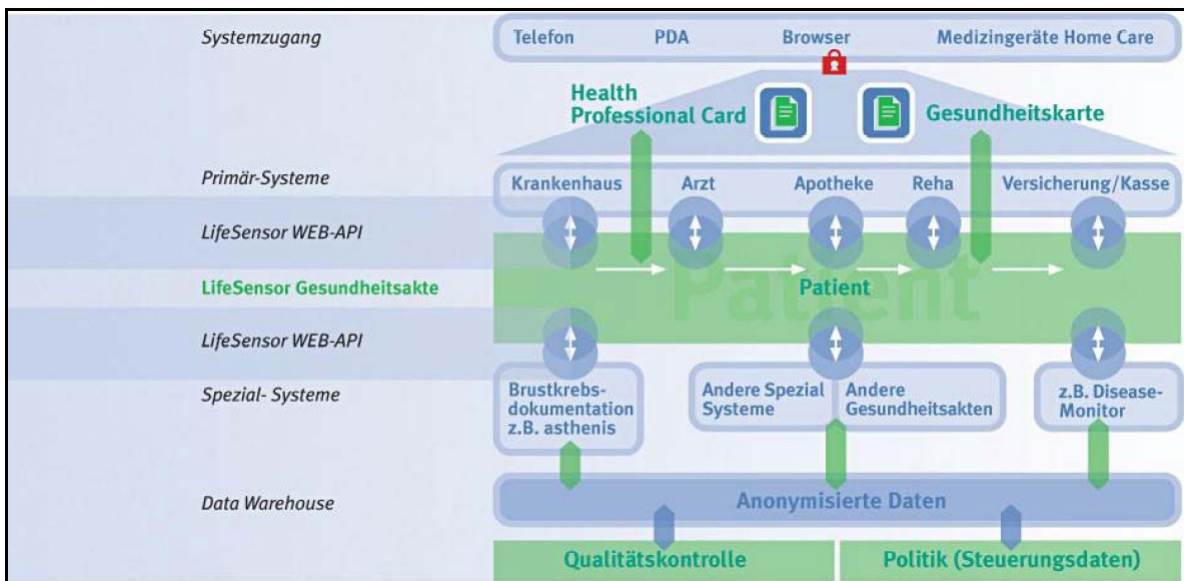 Systemzugang
Telefon PDA Browser Medizingeräte Home Care
Health
Professional Card
Gesundheitskarte
Primär-Systeme
Krankenhaus Arzt Apotheke Reha Versicherung/Kasse
LifeSensor WEB-API
LifeSensor Gesundheitsakte
Patient
Patient
LifeSensor WEB-API
Spezial- Systeme
Brustkrebs-
dokumentation
z.B. asthenis
Andere Spezial
Systeme
Andere
Gesundheitsakten
z.B. Disease-
Monitor
Data Warehouse
Anonymisierte Daten
Qualitätskontrolle
Politik (Steuerungsdaten)